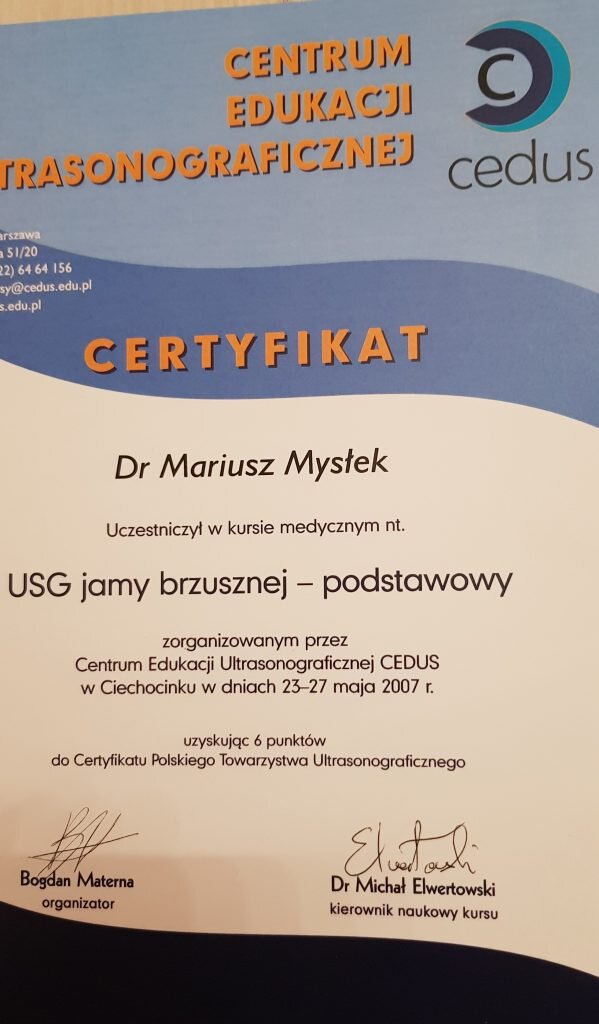 CENTRUM
EDUKACJI
TRASONOGRAFICZNEJ
c
cedus
arszawa
a 51/20
22) 64 64 156
sy@cedus.edu.pl
s.edu.pl
CERTYFIKAT
Dr Mariusz Mysłek
Uczestniczył w kursie medycznym nt.
USG jamy brzusznej – podstawowy
zorganizowanym przez
Centrum Edukacji Ultrasonograficznej CEDUS
w Ciechocinku w dniach 23–27 maja 2007 r.
uzyskując 6 punktów
do Certyfikatu Polskiego Towarzystwa Ultrasonograficznego
Bogdan Materna
organizator
Elwertowski
Dr Michał Elwertowski
kierownik naukowy kursu